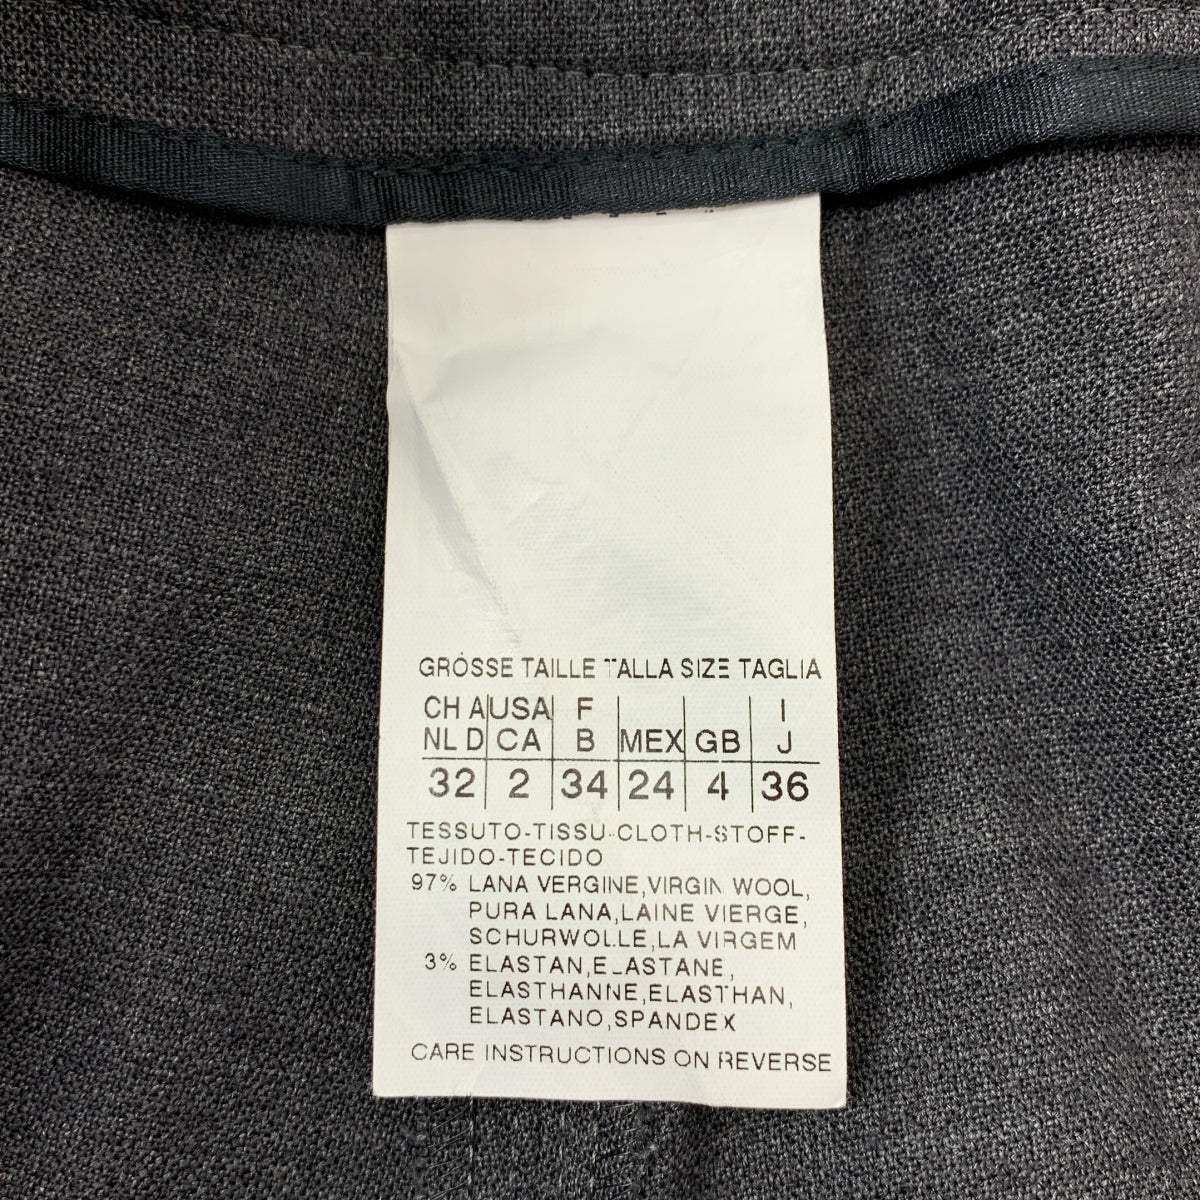 GRÖSSE TAILLE TALLA SIZE TAGLIA
CH A USA F I
NL D CA B MEX GB J
32 2 34 24 4 36
TESSUTO-TISSU-CLOTH-STOFF-
TEJIDO-TECIDO
97% LANA VERGINE,VIRGIN WOOL,
PURA LANA,LAINE VIERGE,
SCHURWOLLE,LA VIRGEM
3% ELASTAN,ELASTANE,
ELASTHANNE,ELASTHAN,
ELASTANO,SPANDEX
CARE INSTRUCTIONS ON REVERSE